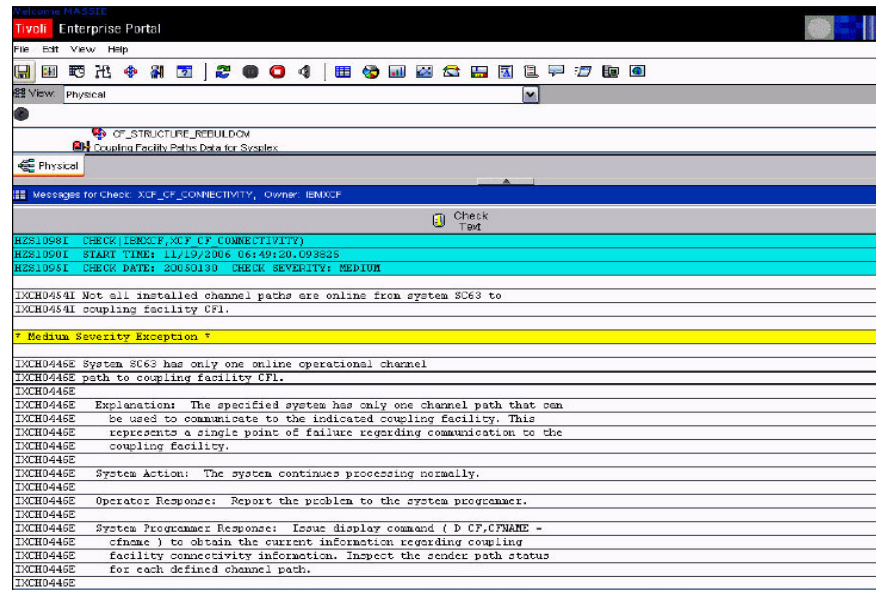 Welcome MASSIE
Tivoli Enterprise Portal
File Edit View Help
View: Physical
CF_STRUCTURE_REBUILDCM
Coupling Facility Paths Data for Sysplex
Physical
Messages for Check: XCF_CF_CONNECTIVITY, Owner: IBMXCF
Check
Text
HZS1098I CHECK(IBMXCF,XCF_CF_CONNECTIVITY)
HZS1090I START TIME: 11/19/2006 06:49:20.093825
HZS1095I CHECK DATE: 20050130 CHECK SEVERITY: MEDIUM
IXCH0454I Not all installed channel paths are online from system SC63 to
IXCH0454I coupling facility CF1.
* Medium Severity Exception *
IXCH0446E System SC63 has only one online operational channel
IXCH0446E path to coupling facility CF1.
IXCH0446E
IXCH0446E Explanation: The specified system has only one channel path that can
IXCH0446E be used to communicate to the indicated coupling facility. This
IXCH0446E represents a single point of failure regarding communication to the
IXCH0446E coupling facility.
IXCH0446E
IXCH0446E System Action: The system continues processing normally.
IXCH0446E
IXCH0446E Operator Response: Report the problem to the system programmer.
IXCH0446E
IXCH0446E System Programmer Response: Issue display command ( D CF,CFNAME -
IXCH0446E cfname ) to obtain the current information regarding coupling
IXCH0446E facility connectivity information. Inspect the sender path status
IXCH0446E for each defined channel path.
IXCH0446E